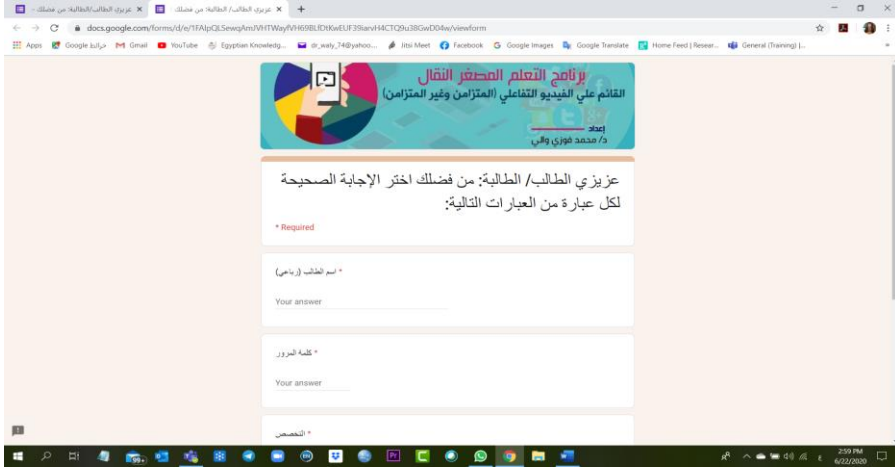 عزيزي الطالب/الطالبة: من فضلك -
عزيزي الطالب/ الطالبة: من فضلك
docs.google.com/forms/d/e/1FAIpQLSewqAmJVHTWayfVH69BLfDtKwEUF39iarvH4CTQ9u38GwD04w/viewform
Apps
Google
Gmail
YouTube
Egyptian Knowledg...
dr_waly_74@yahoo...
Jitsi Meet
Facebook
Google Images
Google Translate
Home Feed | Resear...
General (Training) |...
برنامج التعلم المصغر النقال
القائم علي الفيديو التفاعلي (المتزامن وغير المتزامن)
إعداد
د/ محمد فوزي والي
عزيزي الطالب/ الطالبة: من فضلك اختر الإجابة الصحيحة
لكل عبارة من العبارات التالية:
* Required
اسم الطالب (رباعي) *
Your answer
كلمة المرور *
Your answer
التخصص *
99+
2:59 PM
6/22/2020